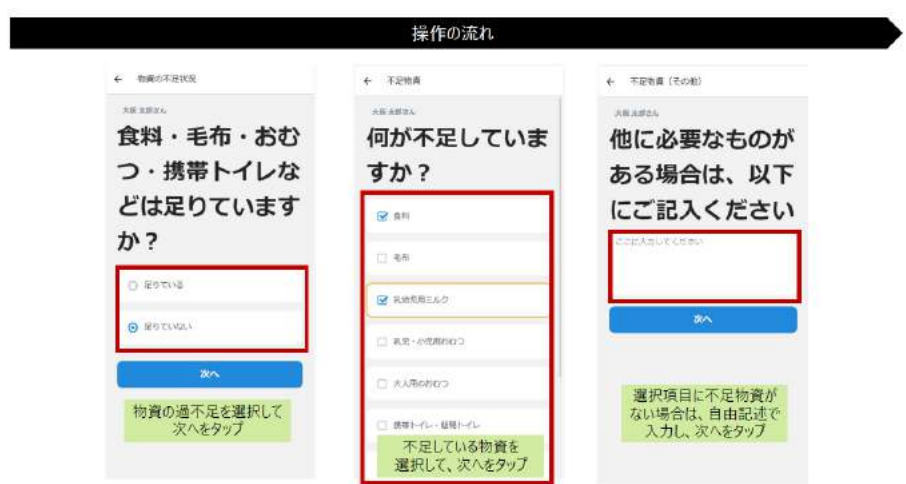 操作の流れ
← 物資の不足状況
大阪 太郎さん
食料・毛布・おむ
つ・携帯トイレな
どは足りています
か？
足りている
足りていない
次へ
物資の過不足を選択して
次へをタップ
← 不足物資
大阪 太郎さん
何が不足していま
すか？
食料
毛布
乳幼児用ミルク
乳児・小児用おむつ
大人用のおむつ
携帯トイレ・簡易トイレ
不足している物資を
選択して、次へをタップ
← 不足物資（その他）
大阪 太郎さん
他に必要なものが
ある場合は、以下
にご記入ください
ここに入力してください
次へ
選択項目に不足物資が
ない場合は、自由記述で
入力し、次へをタップ